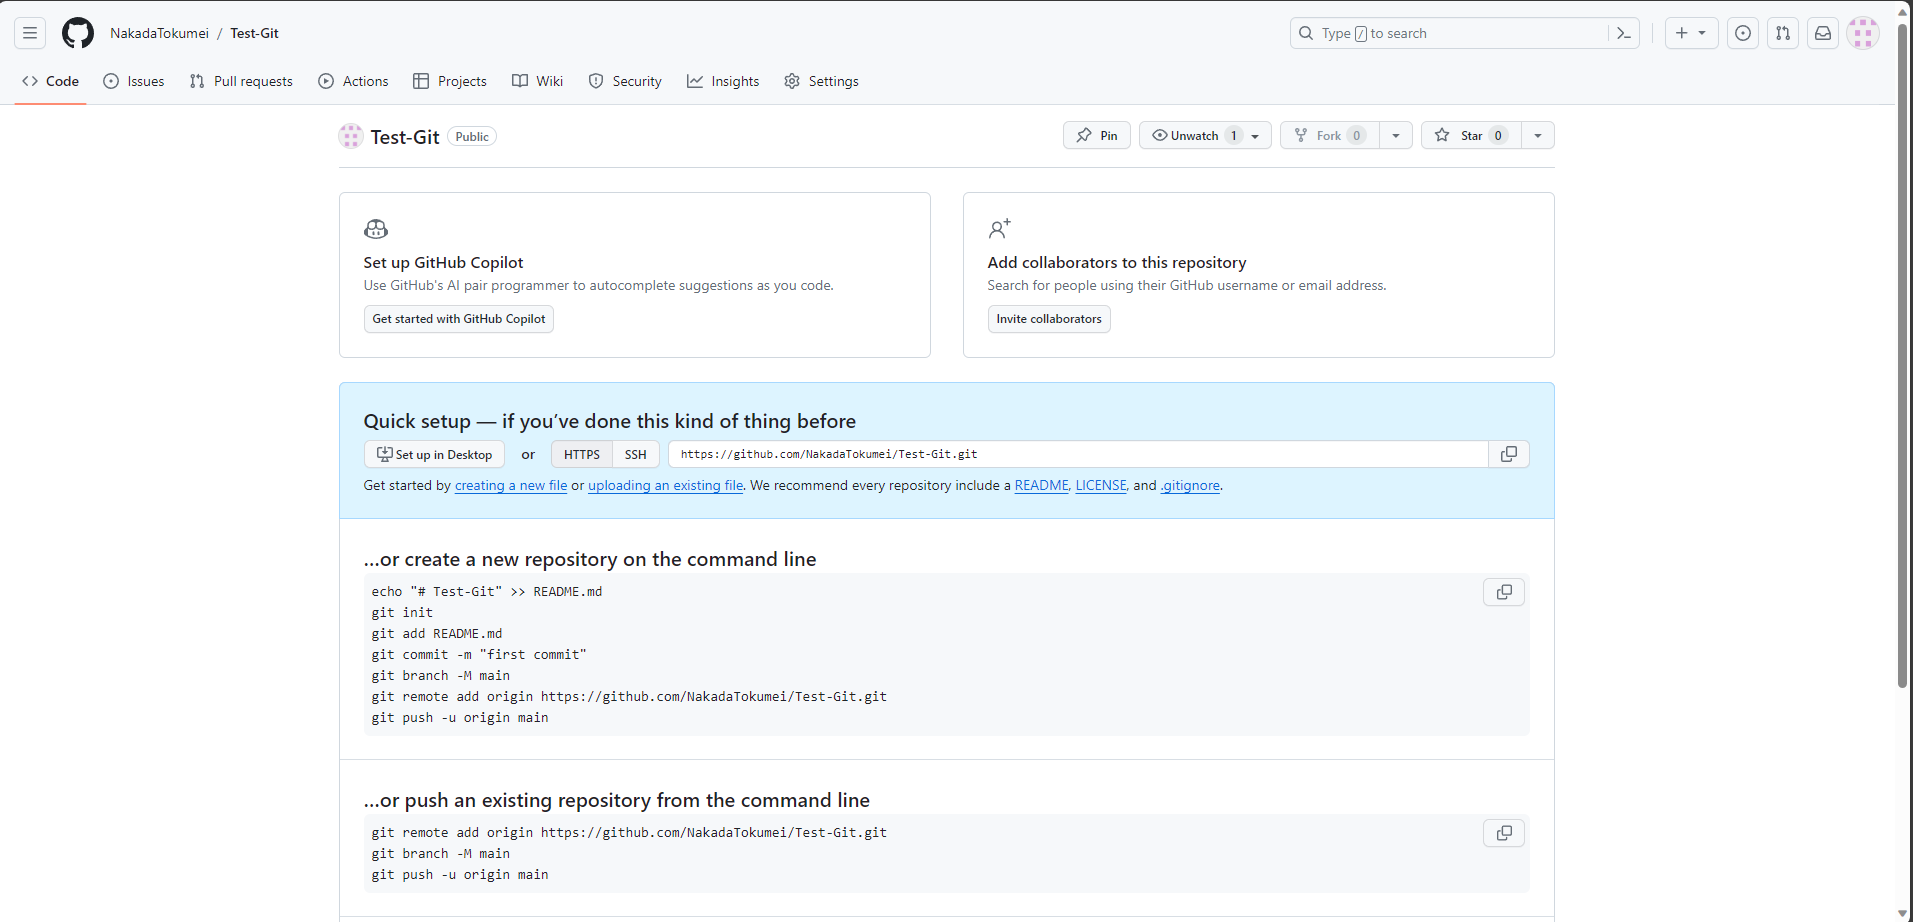 NakadaTokumei / Test-Git
Type / to search
Code Issues Pull requests Actions Projects Wiki Security Insights Settings
Test-Git Public
Pin Unwatch 1 Fork 0 Star 0
Set up GitHub Copilot
Use GitHub's AI pair programmer to autocomplete suggestions as you code.
Get started with GitHub Copilot
Add collaborators to this repository
Search for people using their GitHub username or email address.
Invite collaborators
Quick setup — if you've done this kind of thing before
Set up in Desktop or HTTPS SSH https://github.com/NakadaTokumei/Test-Git.git
Get started by creating a new file or uploading an existing file. We recommend every repository include a README, LICENSE, and .gitignore.
…or create a new repository on the command line
echo "# Test-Git" >> README.md
git init
git add README.md
git commit -m "first commit"
git branch -M main
git remote add origin https://github.com/NakadaTokumei/Test-Git.git
git push -u origin main
…or push an existing repository from the command line
git remote add origin https://github.com/NakadaTokumei/Test-Git.git
git branch -M main
git push -u origin main